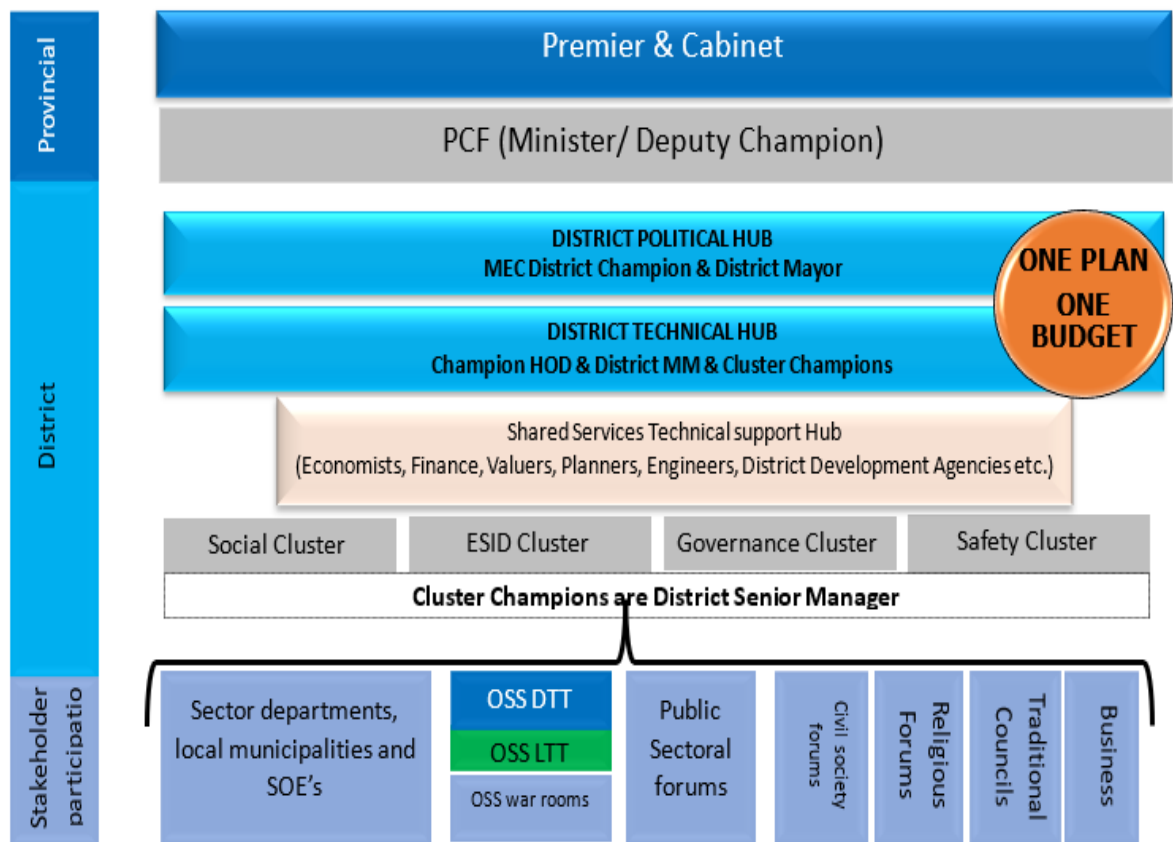 Provincial
Premier & Cabinet
PCF (Minister/ Deputy Champion)
District
DISTRICT POLITICAL HUB
MEC District Champion & District Mayor
DISTRICT TECHNICAL HUB
Champion HOD & District MM & Cluster Champions
ONE PLAN
ONE
BUDGET
Shared Services Technical support Hub
(Economists, Finance, Valuers, Planners, Engineers, District Development Agencies etc.)
Social Cluster
ESID Cluster
Governance Cluster
Safety Cluster
Cluster Champions are District Senior Manager
Stakeholder
participatio
Sector departments,
local municipalities and
SOE's
OSS DTT
OSS LTT
OSS war rooms
Public
Sectoral
forums
Civil society
forums
Religious
Forums
Traditional
Councils
Business